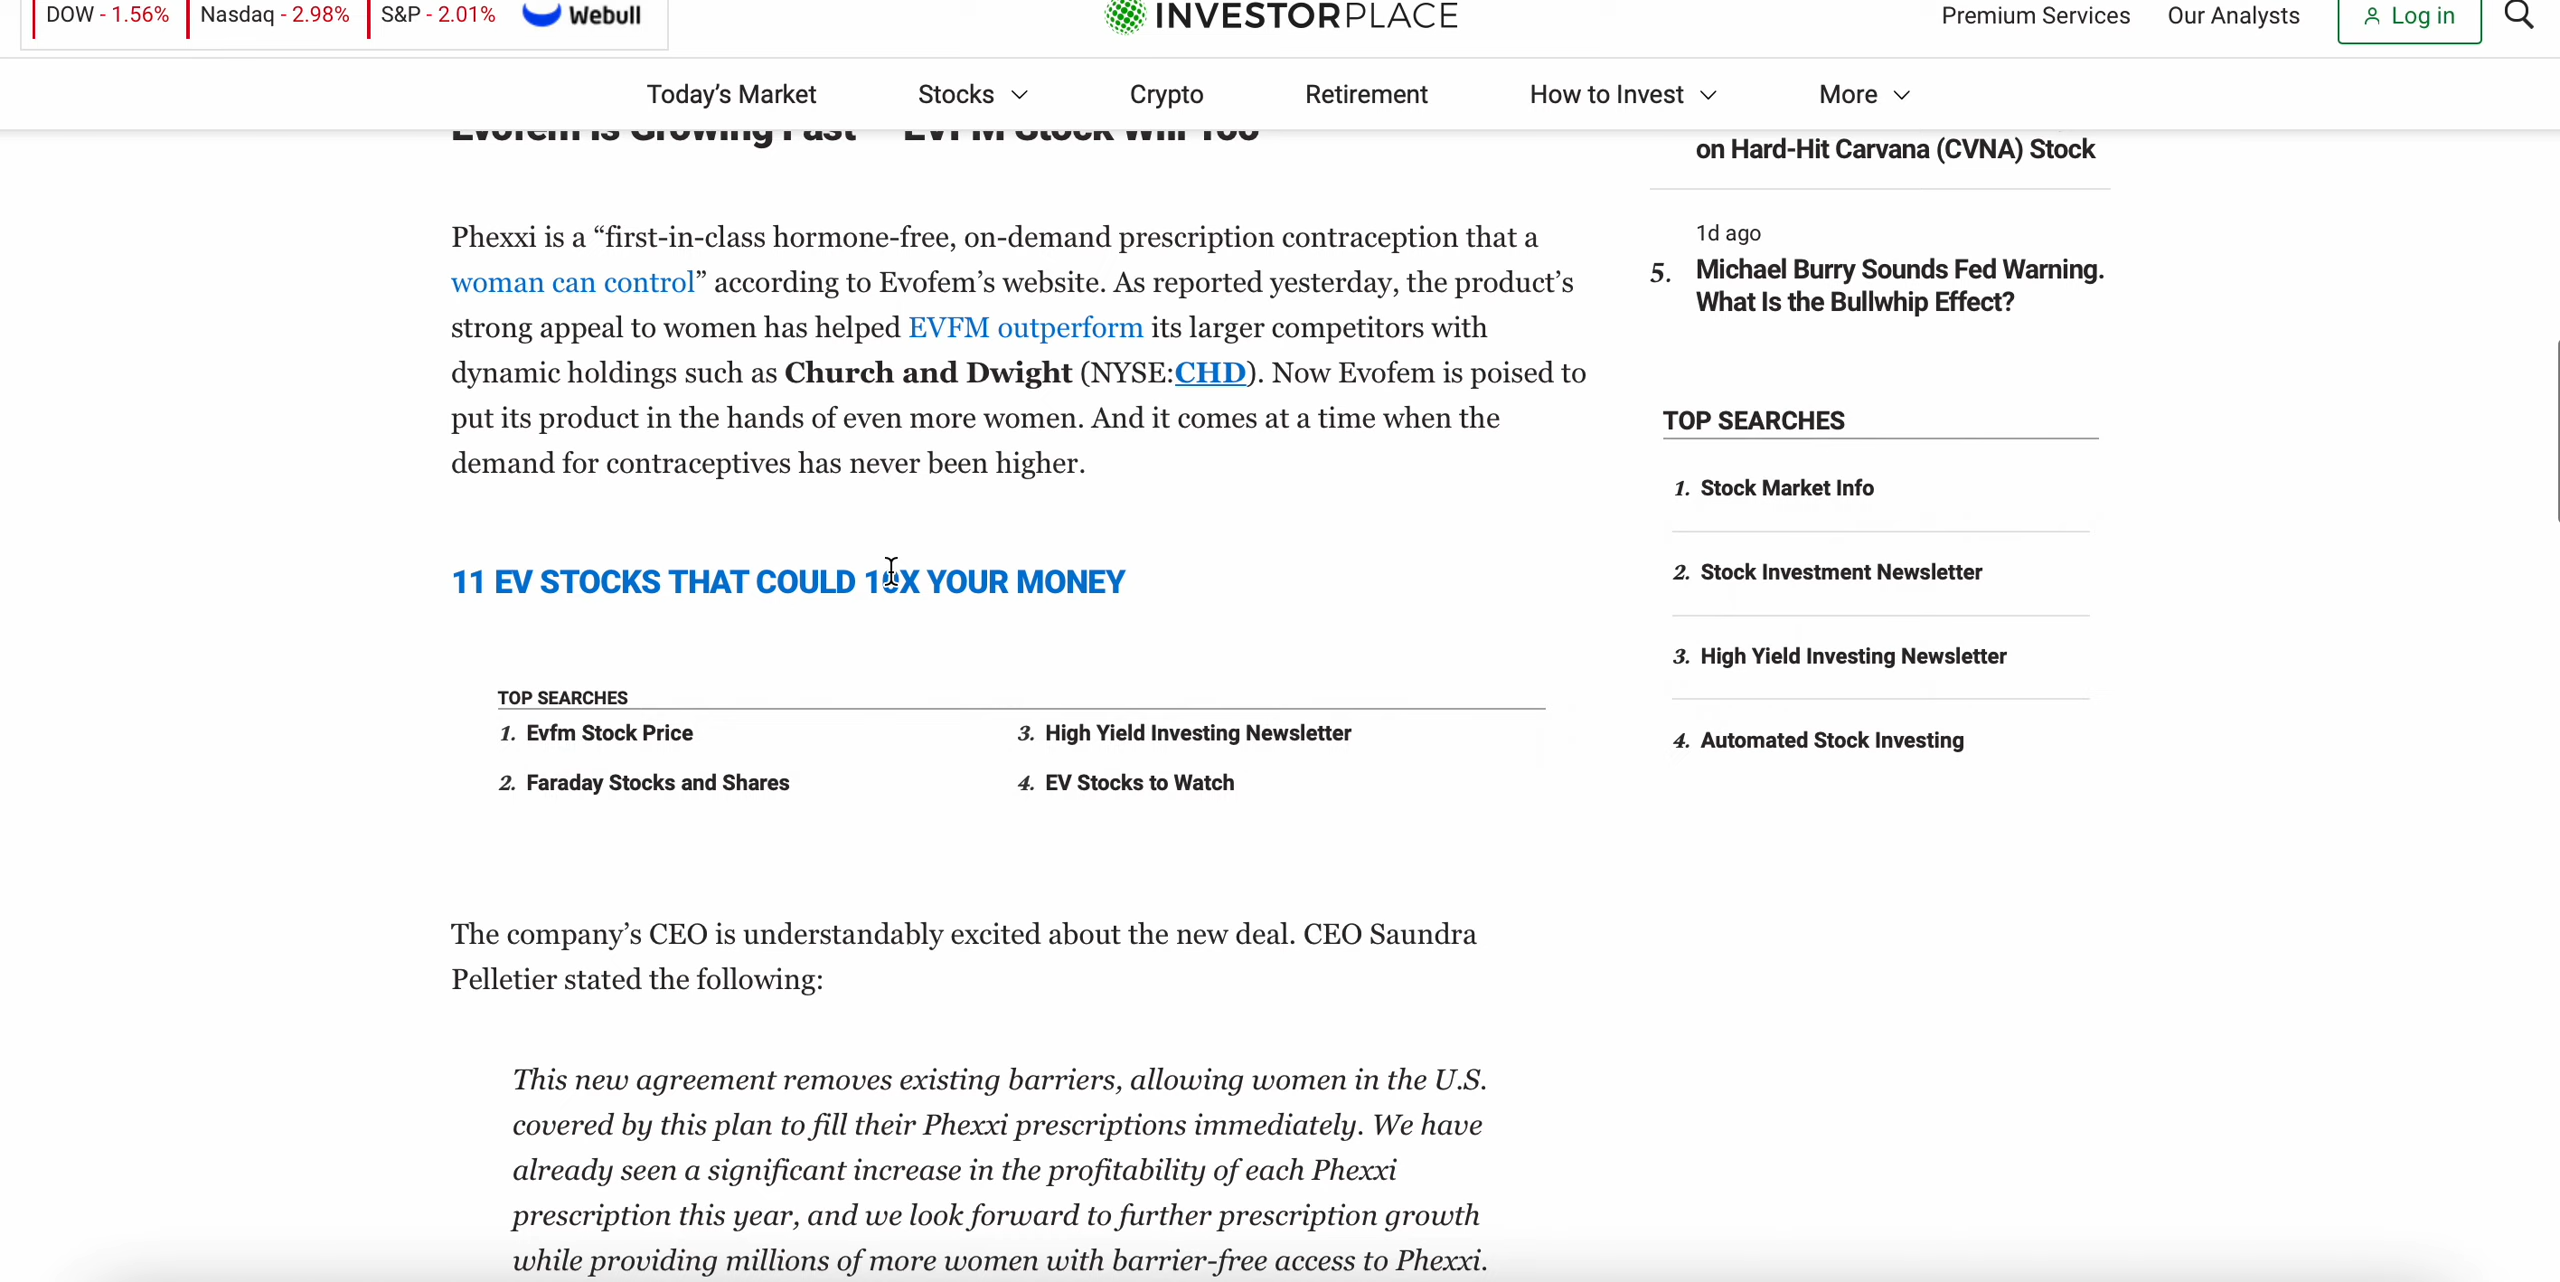 DOW - 1.56% Nasdaq - 2.98% S&P - 2.01% Webull
INVESTORPLACE
Premium Services Our Analysts Log in
Today's Market Stocks Crypto Retirement How to Invest More
Evofem Is Growing Fast — EVFM Stock Will Too
Phexxi is a “first-in-class hormone-free, on-demand prescription contraception that a
woman can control” according to Evofem’s website. As reported yesterday, the product’s
strong appeal to women has helped EVFM outperform its larger competitors with
dynamic holdings such as Church and Dwight (NYSE:CHD). Now Evofem is poised to
put its product in the hands of even more women. And it comes at a time when the
demand for contraceptives has never been higher.
11 EV STOCKS THAT COULD 10X YOUR MONEY
TOP SEARCHES
1. Evfm Stock Price
2. Faraday Stocks and Shares
3. High Yield Investing Newsletter
4. EV Stocks to Watch
The company’s CEO is understandably excited about the new deal. CEO Saundra
Pelletier stated the following:
This new agreement removes existing barriers, allowing women in the U.S.
covered by this plan to fill their Phexxi prescriptions immediately. We have
already seen a significant increase in the profitability of each Phexxi
prescription this year, and we look forward to further prescription growth
while providing millions of more women with barrier-free access to Phexxi.
on Hard-Hit Carvana (CVNA) Stock
1d ago
5. Michael Burry Sounds Fed Warning.
What Is the Bullwhip Effect?
TOP SEARCHES
1. Stock Market Info
2. Stock Investment Newsletter
3. High Yield Investing Newsletter
4. Automated Stock Investing